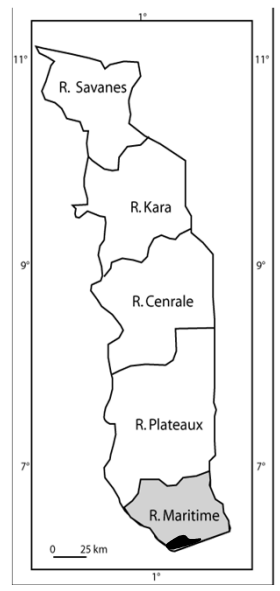 1°
11° 11°
R. Savanes
R. Kara
9° 9°
R. Cenrale
R. Plateaux
7° 7°
R. Maritime
0 25 km
1°